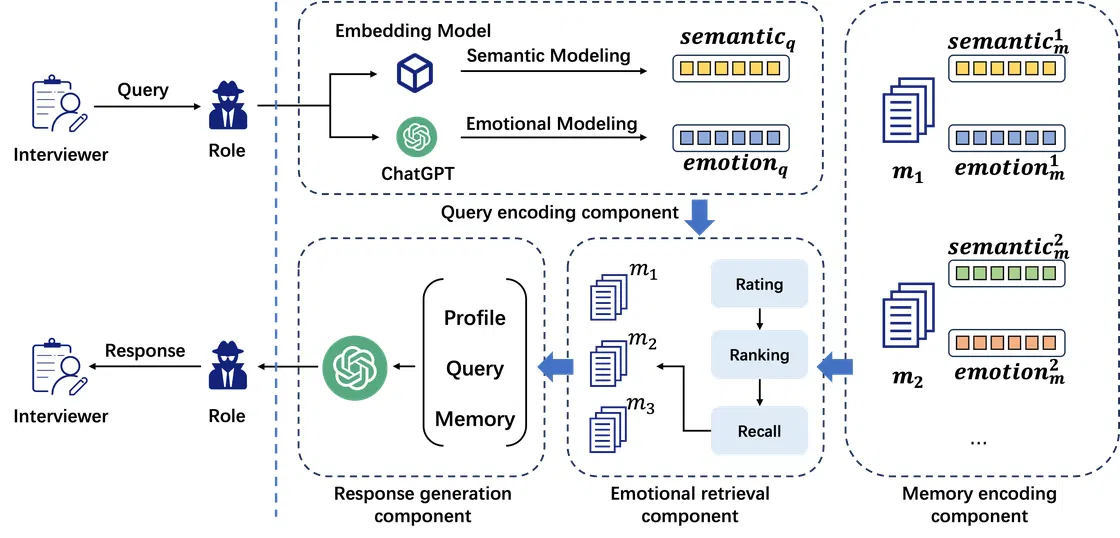 Interviewer
Query
Role
Embedding Model
Semantic Modeling
semantic_q
Emotional Modeling
ChatGPT
emotion_q
Query encoding component
semantic_m^1
m_1
emotion_m^1
semantic_m^2
m_2
emotion_m^2
...
Memory encoding
component
Rating
Ranking
Recall
m_1
m_2
m_3
Emotional retrieval
component
Profile
Query
Memory
Response generation
component
Role
Response
Interviewer